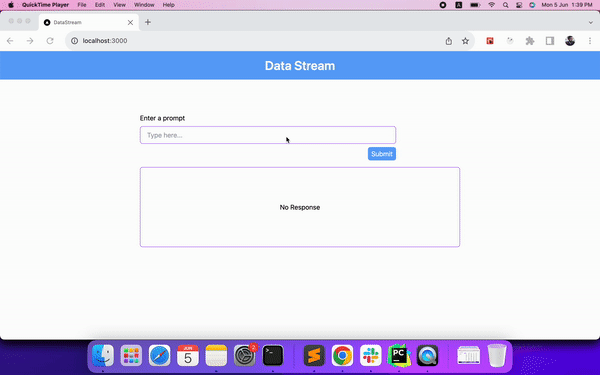 QuickTime Player File Edit View Window Help
A
Mon 5 Jun 1:39 PM
DataStream
localhost:3000
Data Stream
Enter a prompt
Type here...
Submit
No Response
JUN
5
2
PC